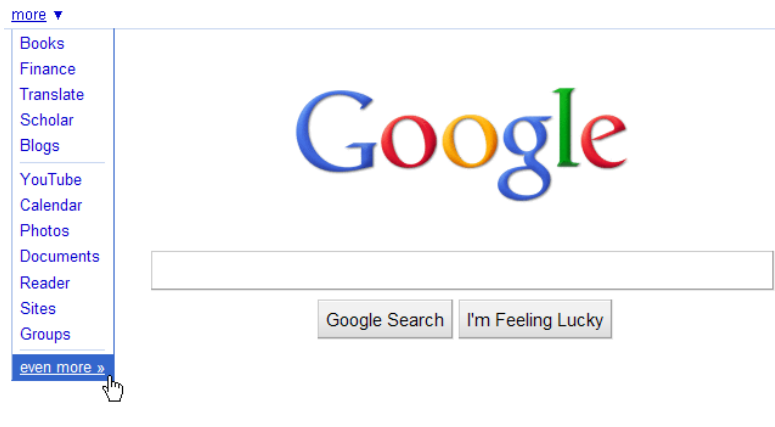 more ▼
Books
Finance
Translate
Scholar
Blogs
YouTube
Calendar
Photos
Documents
Reader
Sites
Groups
even more »
Google
Google Search
I'm Feeling Lucky